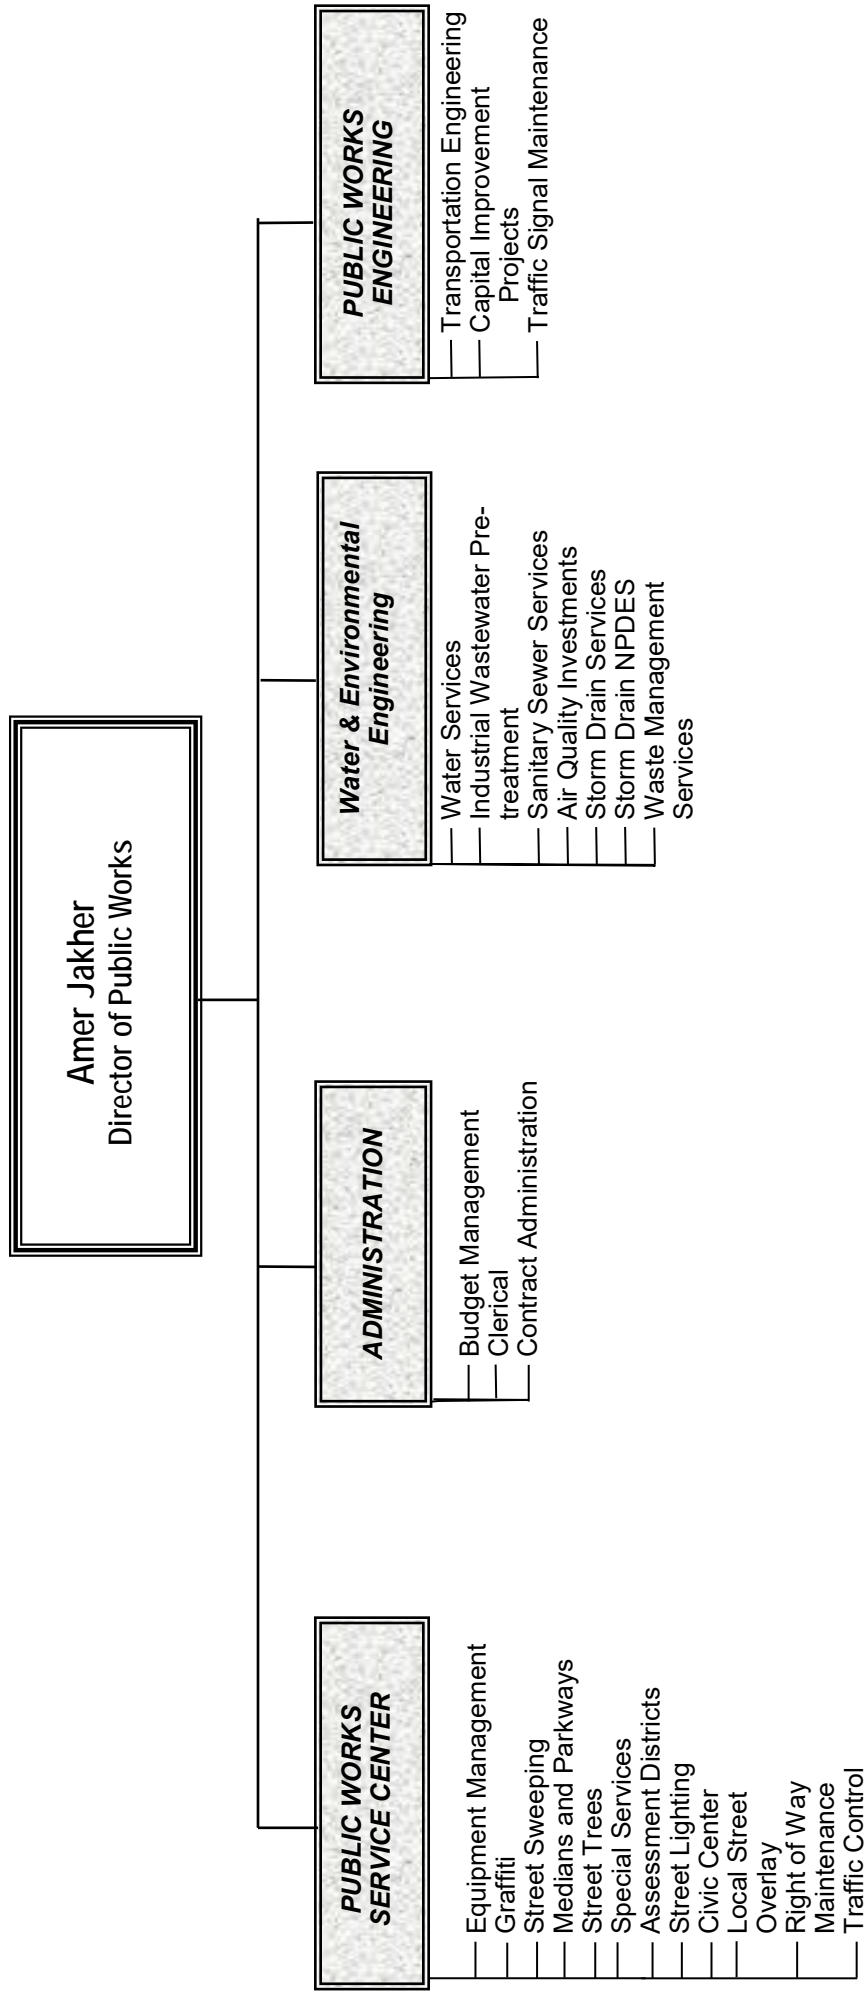 Amer Jakher
Director of Public Works
PUBLIC WORKS
SERVICE CENTER
Equipment Management
Graffiti
Street Sweeping
Medians and Parkways
Street Trees
Special Services
Assessment Districts
Street Lighting
Civic Center
Local Street
Overlay
Right of Way
Maintenance
Traffic Control
ADMINISTRATION
Budget Management
Clerical
Contract Administration
Water & Environmental
Engineering
Water Services
Industrial Wastewater Pre-
treatment
Sanitary Sewer Services
Air Quality Investments
Storm Drain Services
Storm Drain NPDES
Waste Management
Services
PUBLIC WORKS
ENGINEERING
Transportation Engineering
Capital Improvement
Projects
Traffic Signal Maintenance